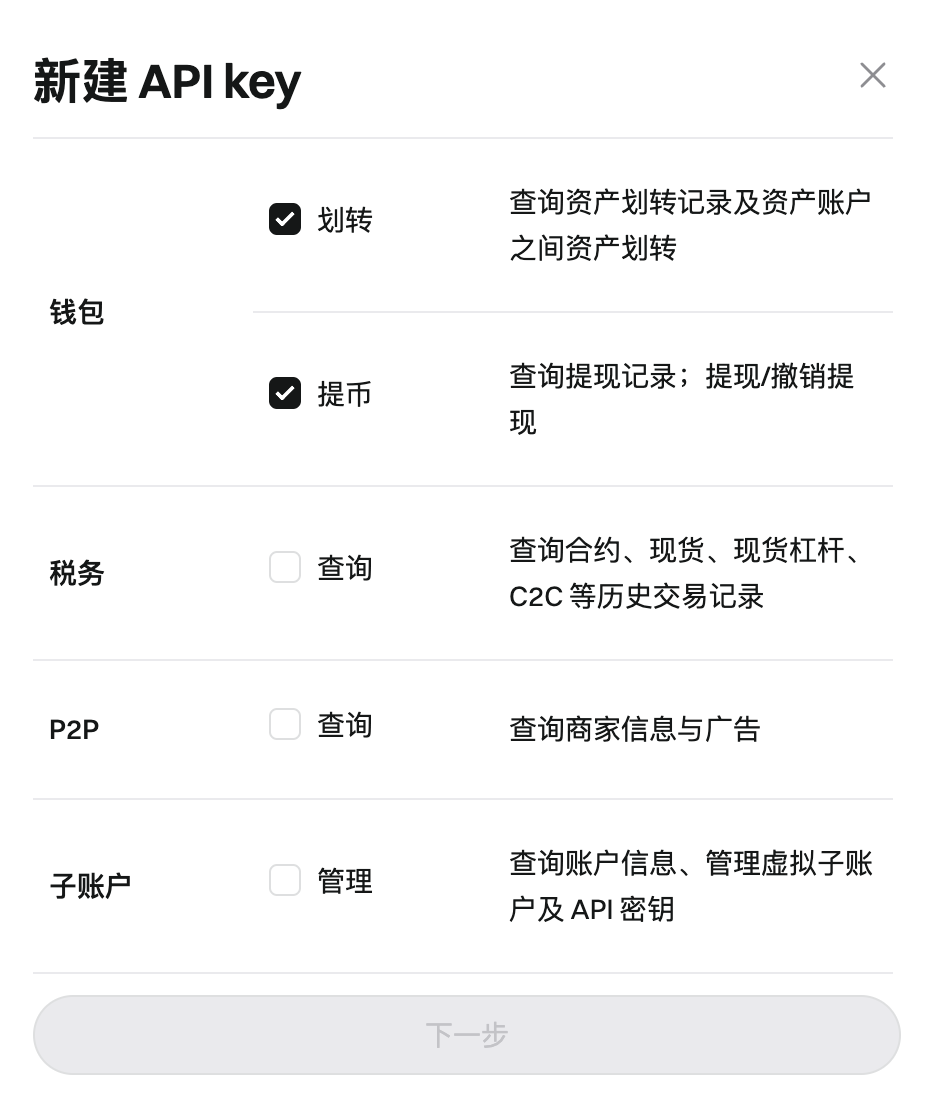 新建 API key
划转
查询资产划转记录及资产账户
之间资产划转
钱包
提币
查询提现记录；提现/撤销提
现
税务
查询
查询合约、现货、现货杠杆、
C2C 等历史交易记录
P2P
查询
查询商家信息与广告
子账户
管理
查询账户信息、管理虚拟子账
户及 API 密钥
下一步